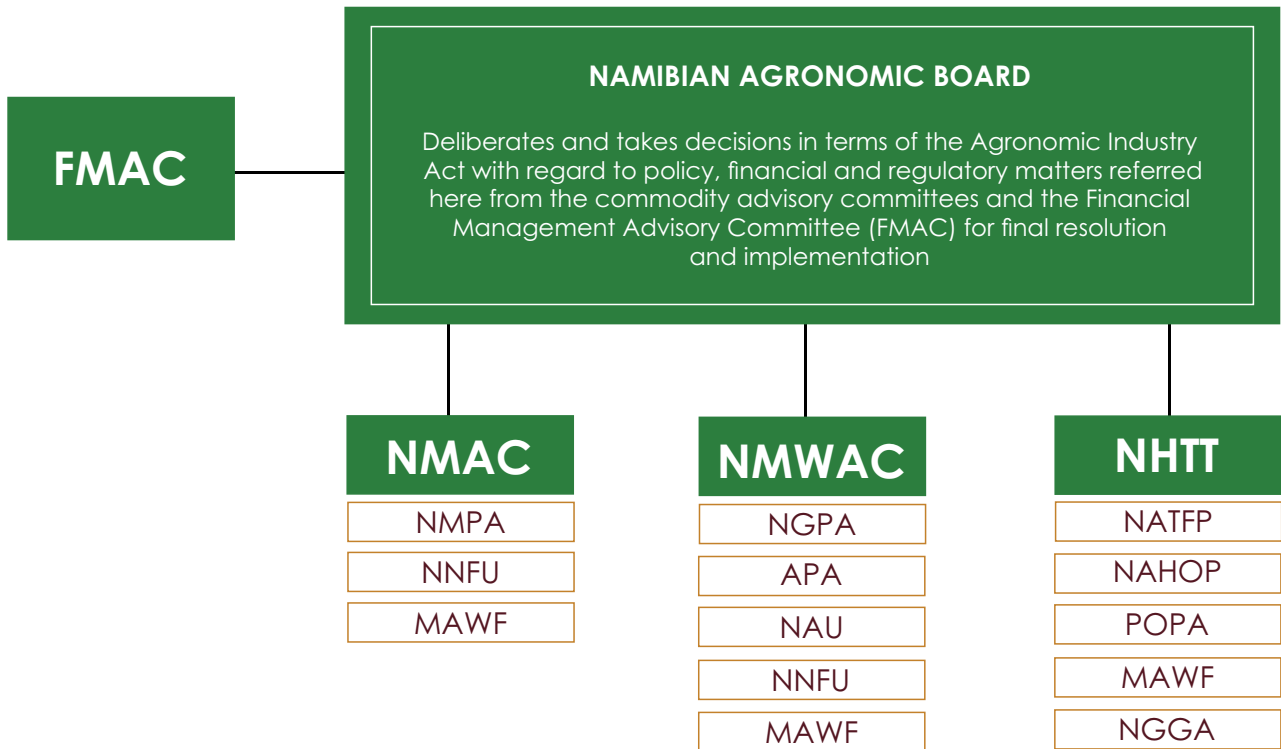 FMAC
NAMIBIAN AGRONOMIC BOARD
Deliberates and takes decisions in terms of the Agronomic Industry
Act with regard to policy, financial and regulatory matters referred
here from the commodity advisory committees and the Financial
Management Advisory Committee (FMAC) for final resolution
and implementation
NMAC
NMPA
NNFU
MAWF
NMWAC
NGPA
APA
NAU
NNFU
MAWF
NHTT
NATFP
NAHOP
POPA
MAWF
NGGA